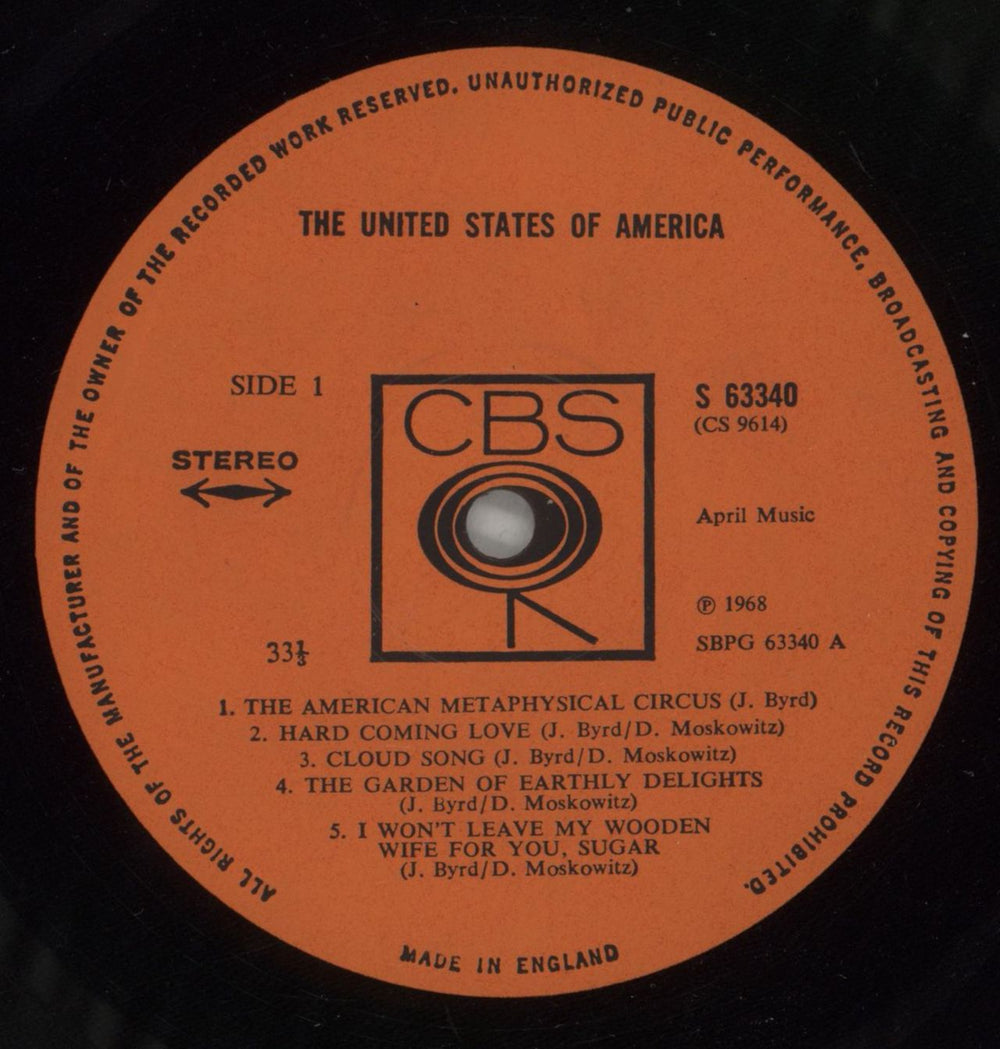 ALL RIGHTS OF THE MANUFACTURER AND OF THE OWNER OF THE RECORDED WORK RESERVED. UNAUTHORIZED PUBLIC PERFORMANCE, BROADCASTING AND COPYING OF THIS RECORD PROHIBITED.
THE UNITED STATES OF AMERICA
SIDE 1
STEREO
33⅓
CBS
S 63340
(CS 9614)
April Music
℗ 1968
SBPG 63340 A
1. THE AMERICAN METAPHYSICAL CIRCUS (J. Byrd)
2. HARD COMING LOVE (J. Byrd/D. Moskowitz)
3. CLOUD SONG (J. Byrd/D. Moskowitz)
4. THE GARDEN OF EARTHLY DELIGHTS
(J. Byrd/D. Moskowitz)
5. I WON'T LEAVE MY WOODEN
WIFE FOR YOU, SUGAR
(J. Byrd/D. Moskowitz)
MADE IN ENGLAND